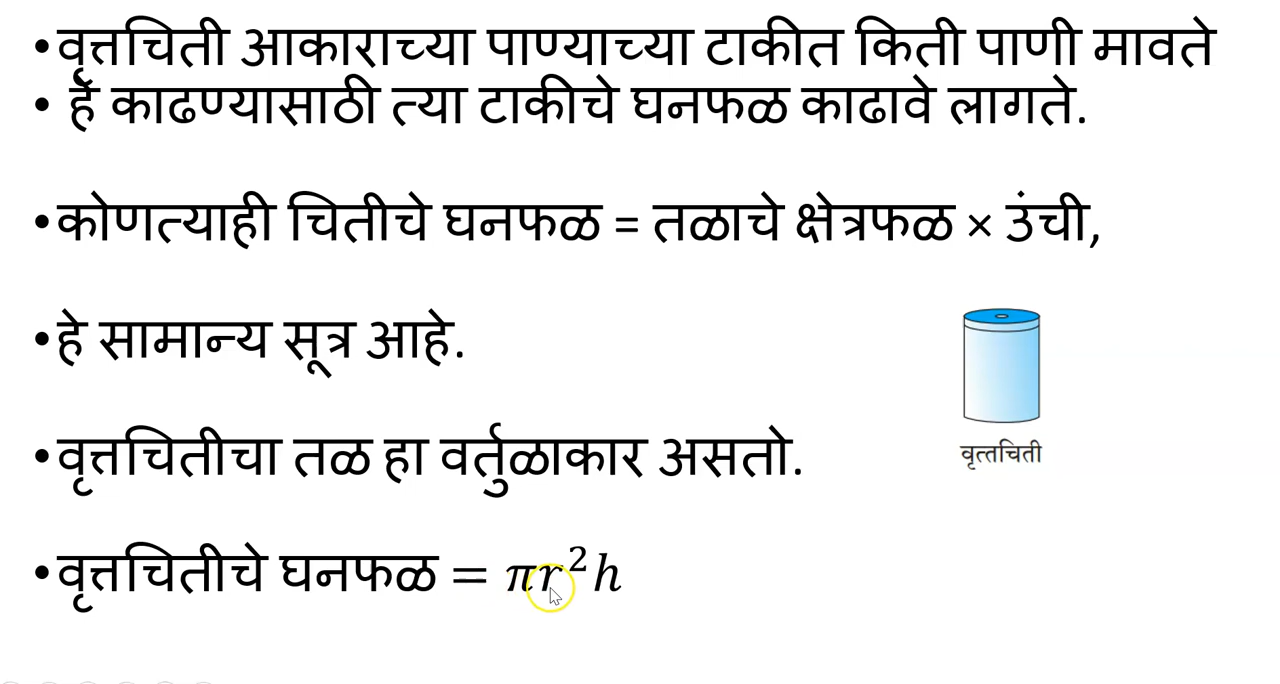 •वृत्तचिती आकाराच्या पाण्याच्या टाकीत किती पाणी मावते
• हे काढण्यासाठी त्या टाकीचे घनफळ काढावे लागते.
•कोणत्याही चितीचे घनफळ = तळाचे क्षेत्रफळ × उंची,
•हे सामान्य सूत्र आहे.
•वृत्तचितीचा तळ हा वर्तुळाकार असतो.
वृत्तचिती
•वृत्तचितीचे घनफळ = πr²h